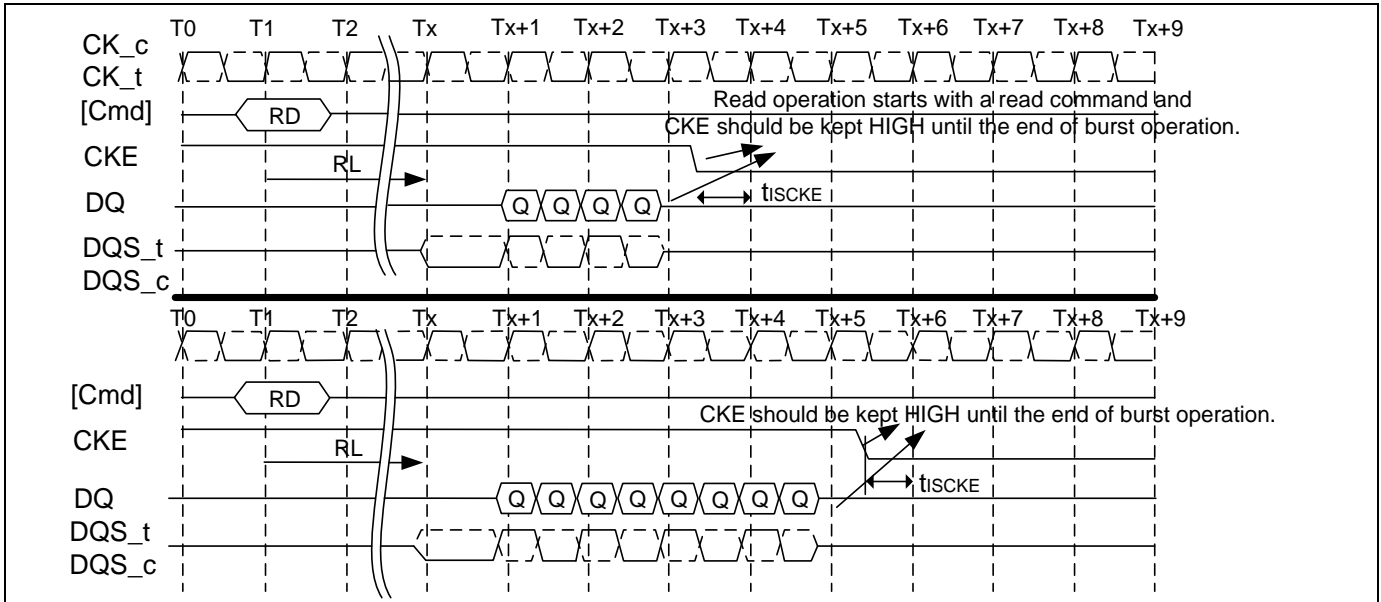 T0 T1 T2 Tx Tx+1 Tx+2 Tx+3 Tx+4 Tx+5 Tx+6 Tx+7 Tx+8 Tx+9
CK_c
CK_t
[Cmd] RD
Read operation starts with a read command and
CKE should be kept HIGH until the end of burst operation.
CKE
RL
tISCKE
DQ Q Q Q Q
DQS_t
DQS_c
T0 T1 T2 Tx Tx+1 Tx+2 Tx+3 Tx+4 Tx+5 Tx+6 Tx+7 Tx+8 Tx+9
[Cmd] RD
CKE should be kept HIGH until the end of burst operation.
CKE
RL
tISCKE
DQ Q Q Q Q Q Q Q Q
DQS_t
DQS_c